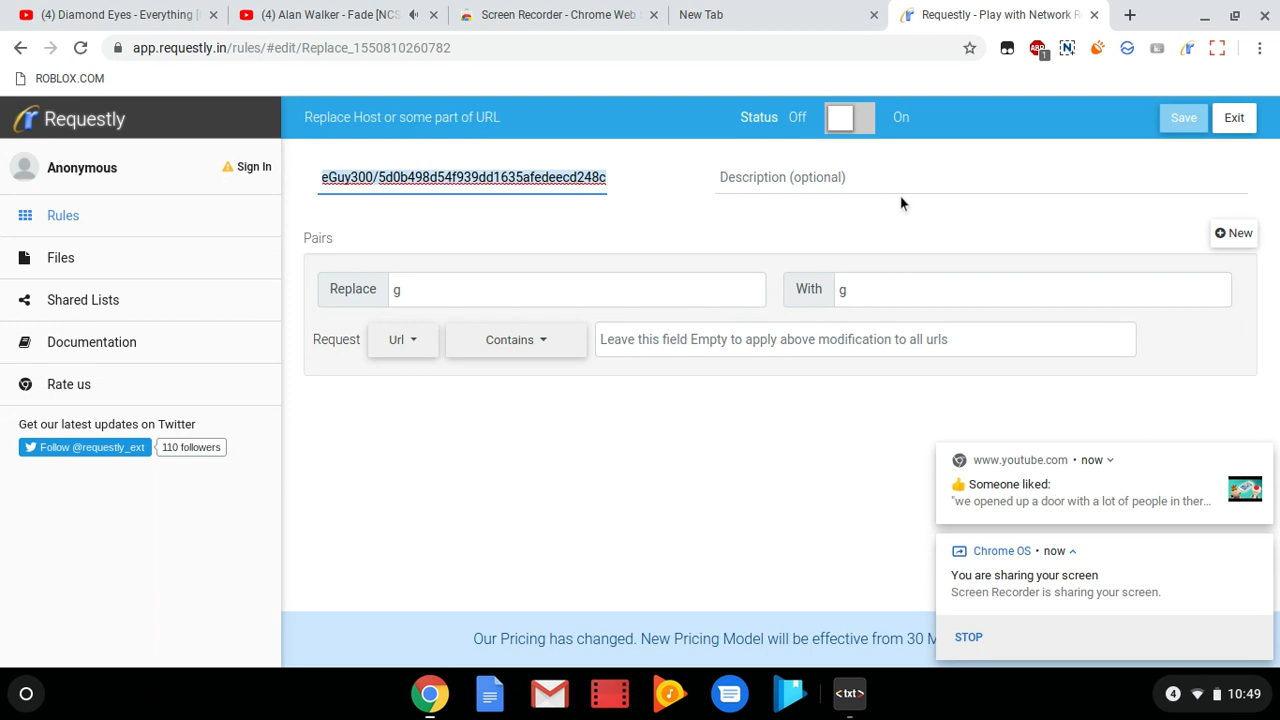 Diamond Eyes - Everything [
Alan Walker - Fade [NCS
Screen Recorder - Chrome Web
New Tab
Requestly - Play with Network R
app.requestly.in/rules/#edit/Replace_1550810260782
ABP
1
ROBLOX.COM
Requestly
Replace Host or some part of URL
Status Off On
Save
Exit
Anonymous
Sign In
eGuy300/5d0b498d54f939dd1635afedeecd248c
Description (optional)
Rules
Files
Shared Lists
Documentation
Rate us
Get our latest updates on Twitter
Follow @requestly_ext
110 followers
Pairs
New
Replace g
With g
Request Url Contains Leave this field Empty to apply above modification to all urls
www.youtube.com • now
👍 Someone liked:
"we opened up a door with a lot of people in ther...
Chrome OS • now
You are sharing your screen
Screen Recorder is sharing your screen.
STOP
Our Pricing has changed. New Pricing Model will be effective from 30 M
<txt>
4
10:49